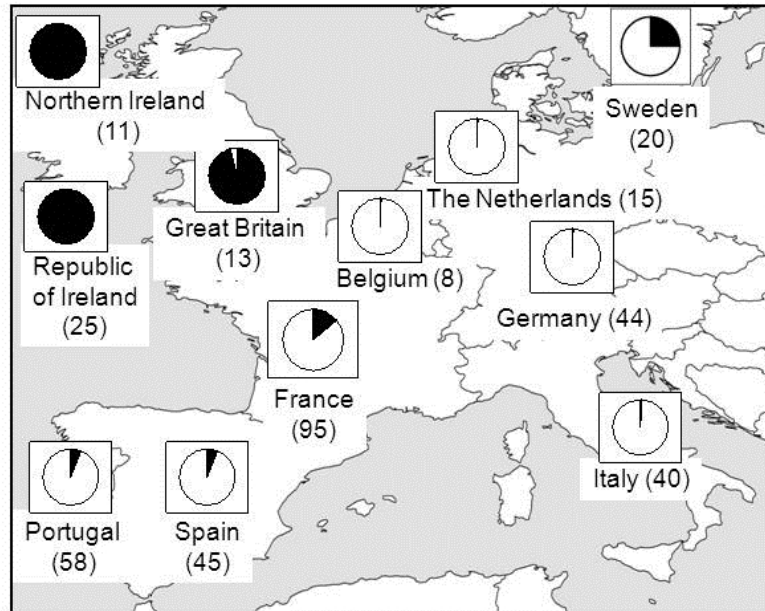 Northern Ireland
(11)
Sweden
(20)
The Netherlands (15)
Great Britain
(13)
Republic
of Ireland
(25)
Belgium (8)
Germany (44)
France
(95)
Italy (40)
Portugal
(58)
Spain
(45)